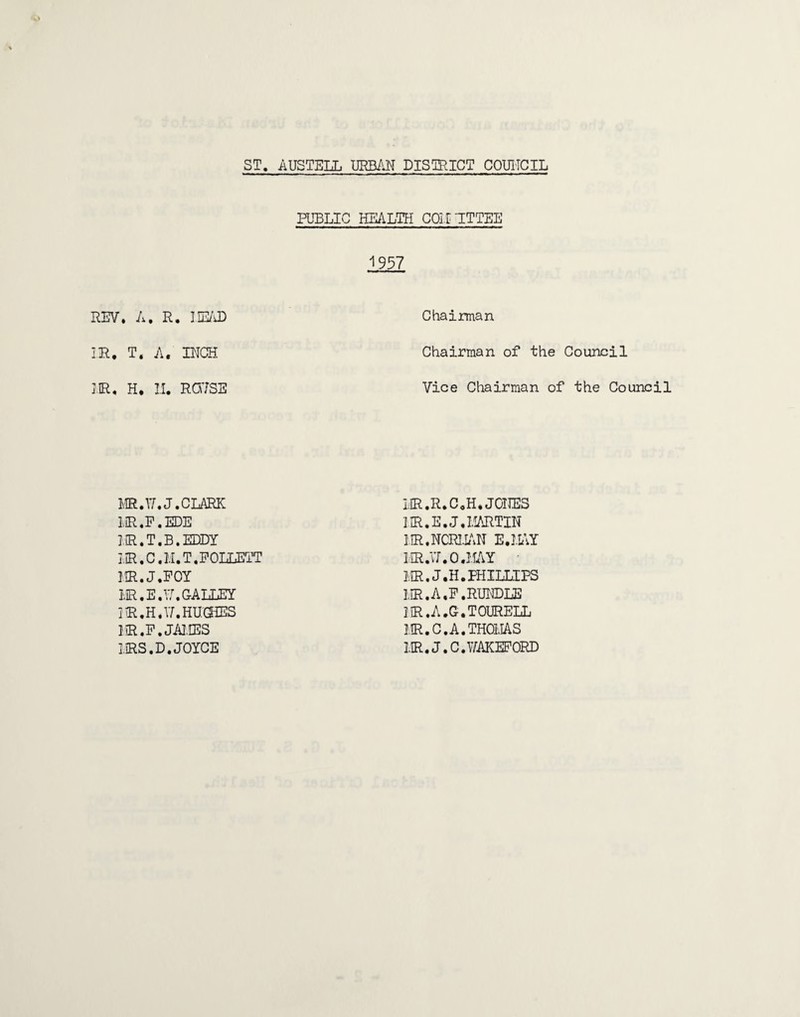 ST. AUSTELL URBAN DISTRICT COUNCIL
PUBLIC HEALTH COMMITTEE
1957
REV. A. R. MEAD Chairman
MR. T. A. INCH Chairman of the Council
MR. H. M. ROWSE Vice Chairman of the Council
MR.W.J.CLARK MR.R.C.H.JONES
MR.F.EDE MR.E.J.MARTIN
MR.T.B.EDDY MR.NORMAN E.MAY
MR.C.M.T.FOLLETT MR.W.O.MAY
MR.J.FOY MR.J.H.PHILLIPS
MR.E.W.GALLEY MR.A.F.RUNDLE
MR.H.W.HUGHES MR.A.G.TOURELL
MR.F.JAMES MR.C.A.THOMAS
MRS.D.JOYCE MR.J.C.WAKEFORD